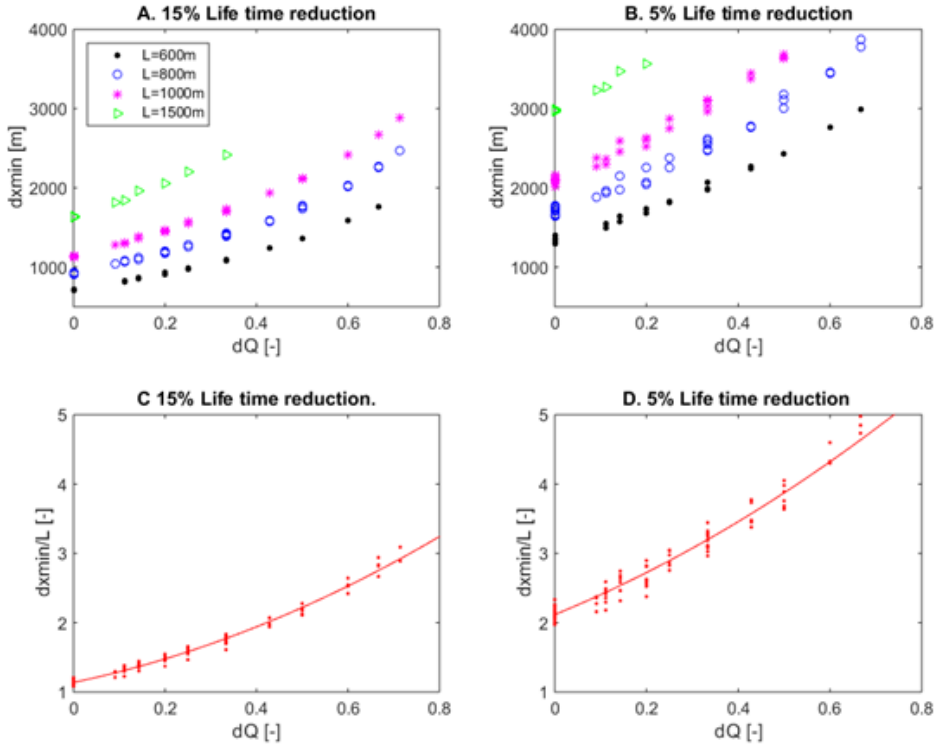 A. 15% Life time reduction
4000
3000
2000
1000
dxmin [m]
L=600m
L=800m
L=1000m
L=1500m
0 0.2 0.4 0.6 0.8
dQ [-]
B. 5% Life time reduction
4000
3000
2000
1000
dxmin [m]
0 0.2 0.4 0.6 0.8
dQ [-]
C 15% Life time reduction.
5
4
3
2
1
dxmin/L [-]
0 0.2 0.4 0.6 0.8
dQ [-]
D. 5% Life time reduction
5
4
3
2
1
dxmin/L [-]
0 0.2 0.4 0.6 0.8
dQ [-]